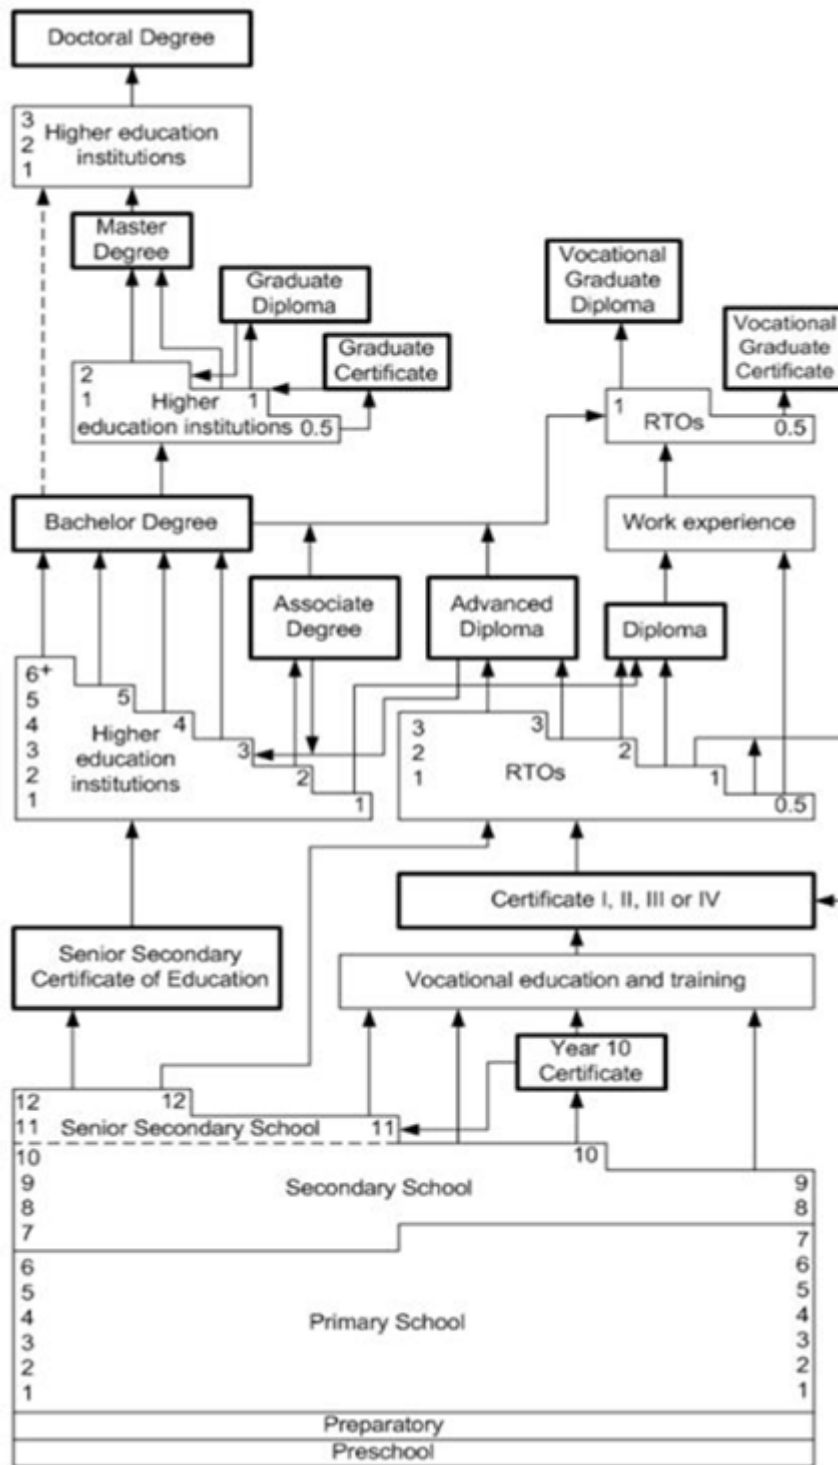 Doctoral Degree
3
2
1
Higher education
institutions
Master
Degree
Graduate
Diploma
Graduate
Certificate
Vocational
Graduate
Diploma
Vocational
Graduate
Certificate
2
1
Higher
education institutions
1
0.5
1
RTOs
0.5
Bachelor Degree
Work experience
Associate
Degree
Advanced
Diploma
Diploma
6+
5
4
3
2
1
Higher
education
institutions
5
4
3
2
1
3
2
1
RTOs
3
2
1
0.5
Certificate I, II, III or IV
Senior Secondary
Certificate of Education
Vocational education and training
Year 10
Certificate
12
11
Senior Secondary School
12
11
10
9
8
7
Secondary School
10
9
8
6
5
4
3
2
1
Primary School
7
6
5
4
3
2
1
Preparatory
Preschool